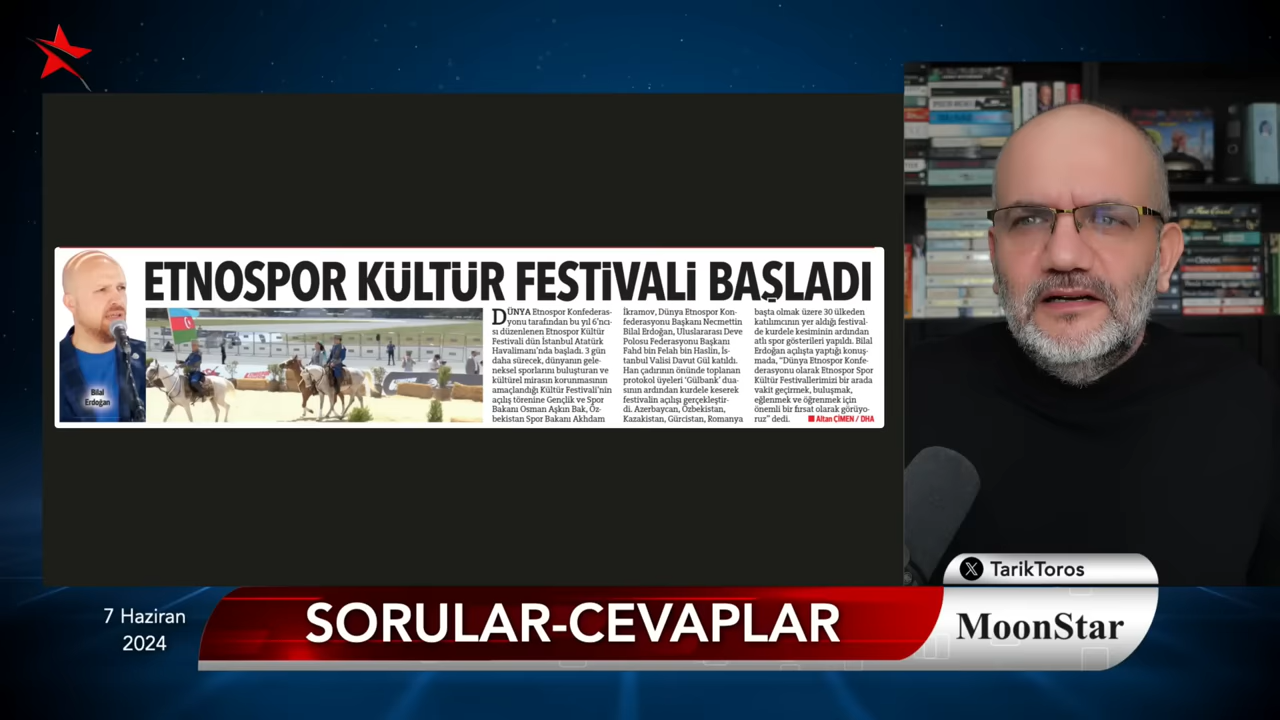 ETNOSPOR KÜLTÜR FESTİVALİ BAŞLADI
Bilal
Erdoğan
DÜNYA Etnospor Konfederas-
yonu tarafından bu yıl 6'ncı-
sı düzenlenen Etnospor Kültür
Festivali dün İstanbul Atatürk
Havalimanı'nda başladı. 3 gün
daha sürecek, dünyanın gele-
neksel sporlarını buluşturan ve
kültürel mirasın korunmasının
amaçlandığı Kültür Festivali'nin
açılış törenine Gençlik ve Spor
Bakanı Osman Aşkın Bak, Öz-
bekistan Spor Bakanı Akhdam
İkramov, Dünya Etnospor Kon-
federasyonu Başkanı Necmettin
Bilal Erdoğan, Uluslararası Deve
Polosu Federasyonu Başkanı
Fahd bin Felah bin Haslin, İs-
tanbul Valisi Davut Gül katıldı.
Han çadırının önünde toplanan
protokol üyeleri 'Gülbank' dua-
sının ardından kurdele keserek
festivalin açılışı gerçekleştir-
di. Azerbaycan, Özbekistan,
Kazakistan, Gürcistan, Romanya
başta olmak üzere 30 ülkeden
katılımcının yer aldığı festival-
de kurdele kesiminin ardından
atlı spor gösterileri yapıldı. Bilal
Erdoğan açılışta yaptığı konuş-
mada, "Dünya Etnospor Konfe-
derasyonu olarak Etnospor Spor
Kültür Festivallerimizi bir arada
vakit geçirmek, buluşmak,
eğlenmek ve öğrenmek için
önemli bir fırsat olarak görüyo-
ruz" dedi.
Altan ÇİMEN / DHA
TarikToros
MoonStar
7 Haziran
2024
SORULAR-CEVAPLAR